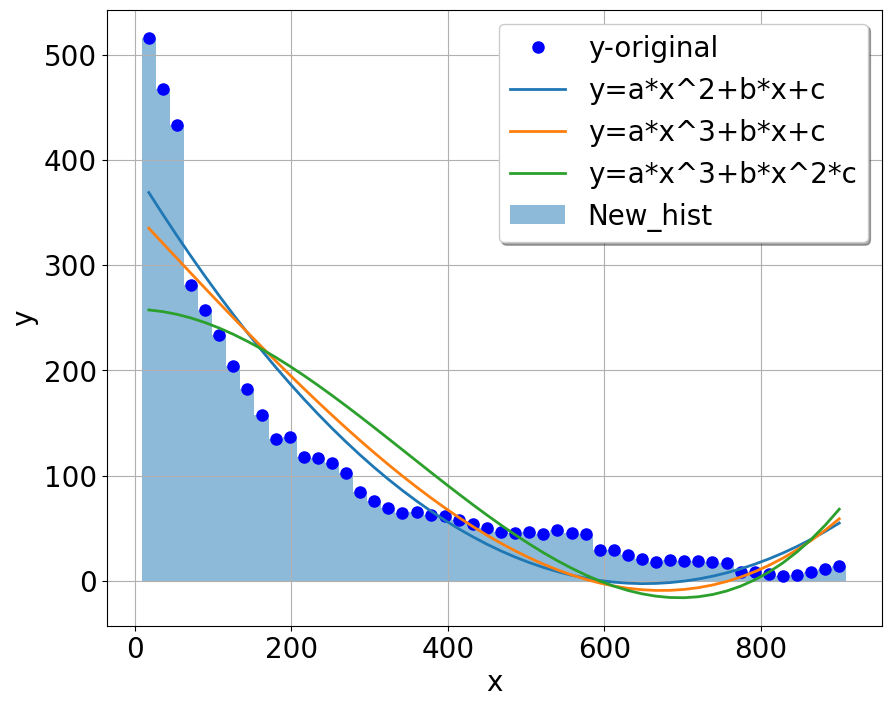 y-original
y=a*x^2+b*x+c
y=a*x^3+b*x+c
y=a*x^3+b*x^2*c
New_hist
500
400
300
200
100
0
y
0 200 400 600 800
x